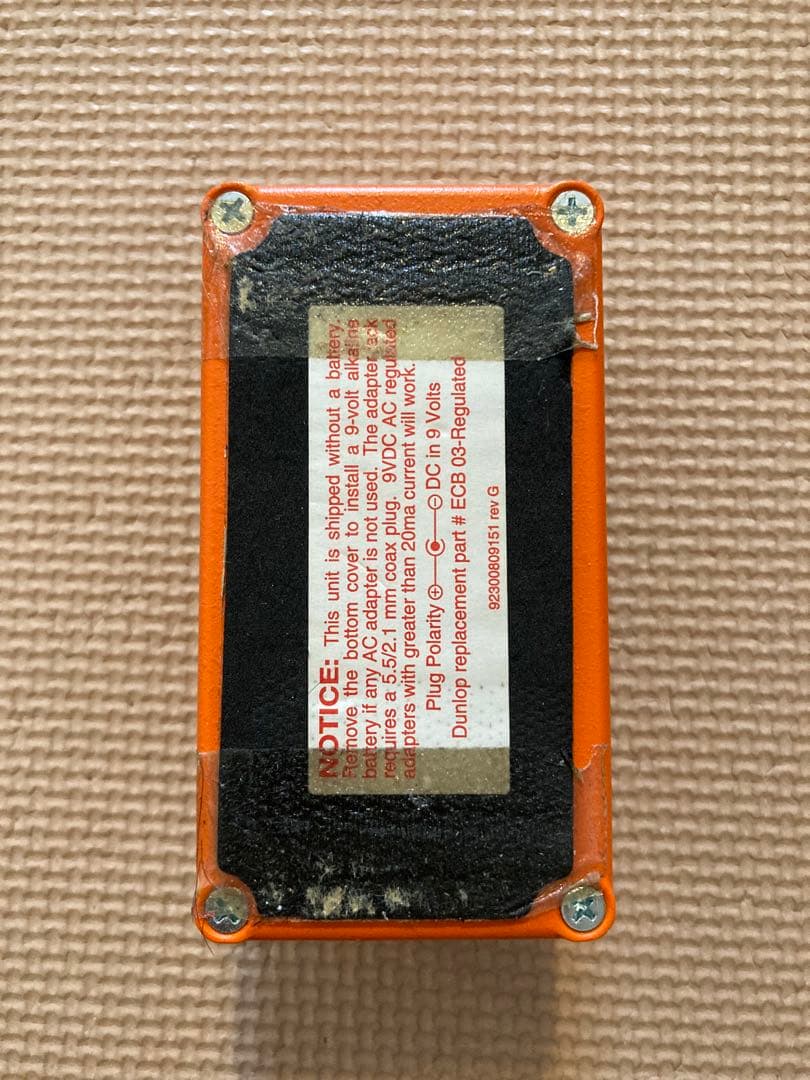 NOTICE: This unit is shipped without a battery.
Remove the bottom cover to install a 9-volt alkaline
battery if any AC adapter is not used. The adapter jack
requires a 5.5/2.1 mm coax plug. 9VDC AC regulated
adapters with greater than 20ma current will work.
Plug Polarity + - DC in 9 Volts
Dunlop replacement part # ECB 03-Regulated
92300809151 rev G